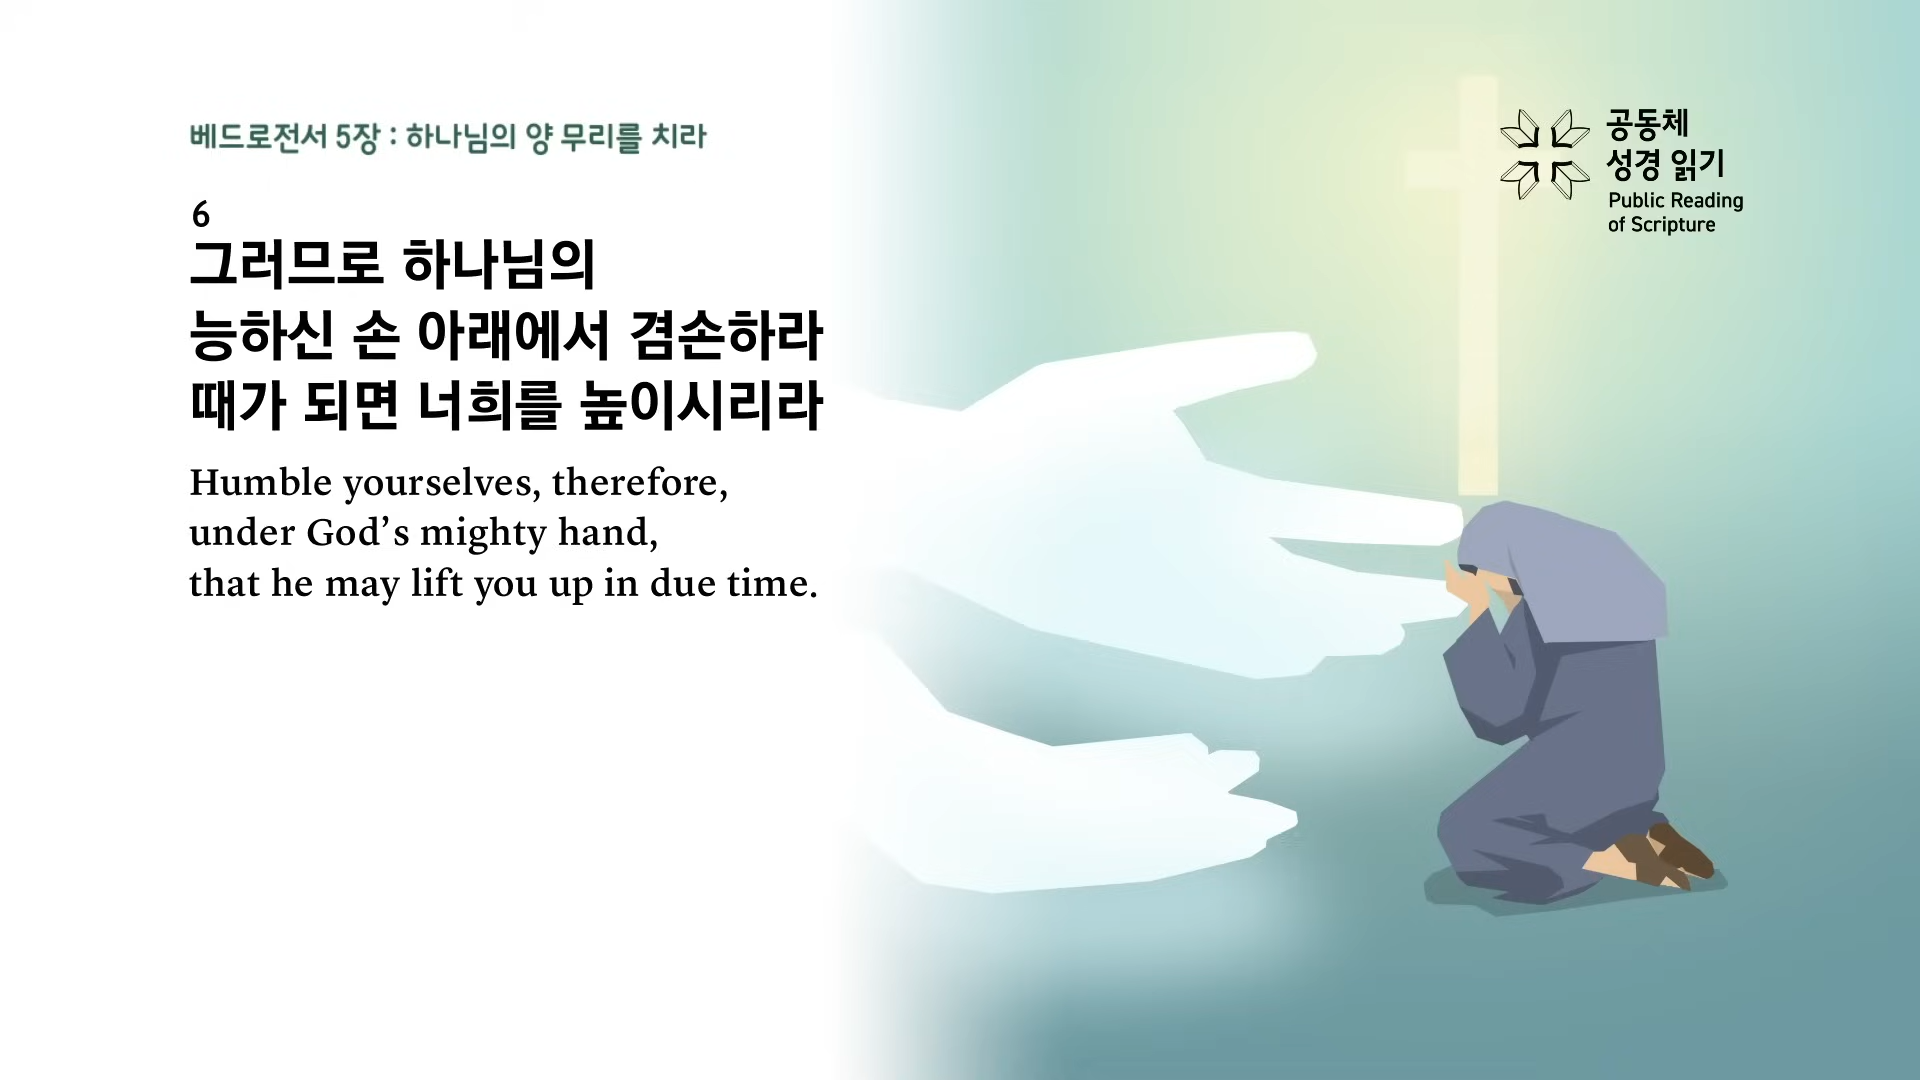 베드로전서 5장 : 하나님의 양 무리를 치라
6
그러므로 하나님의
능하신 손 아래에서 겸손하라
때가 되면 너희를 높이시리라
Humble yourselves, therefore,
under God’s mighty hand,
that he may lift you up in due time.
공동체
성경 읽기
Public Reading
of Scripture